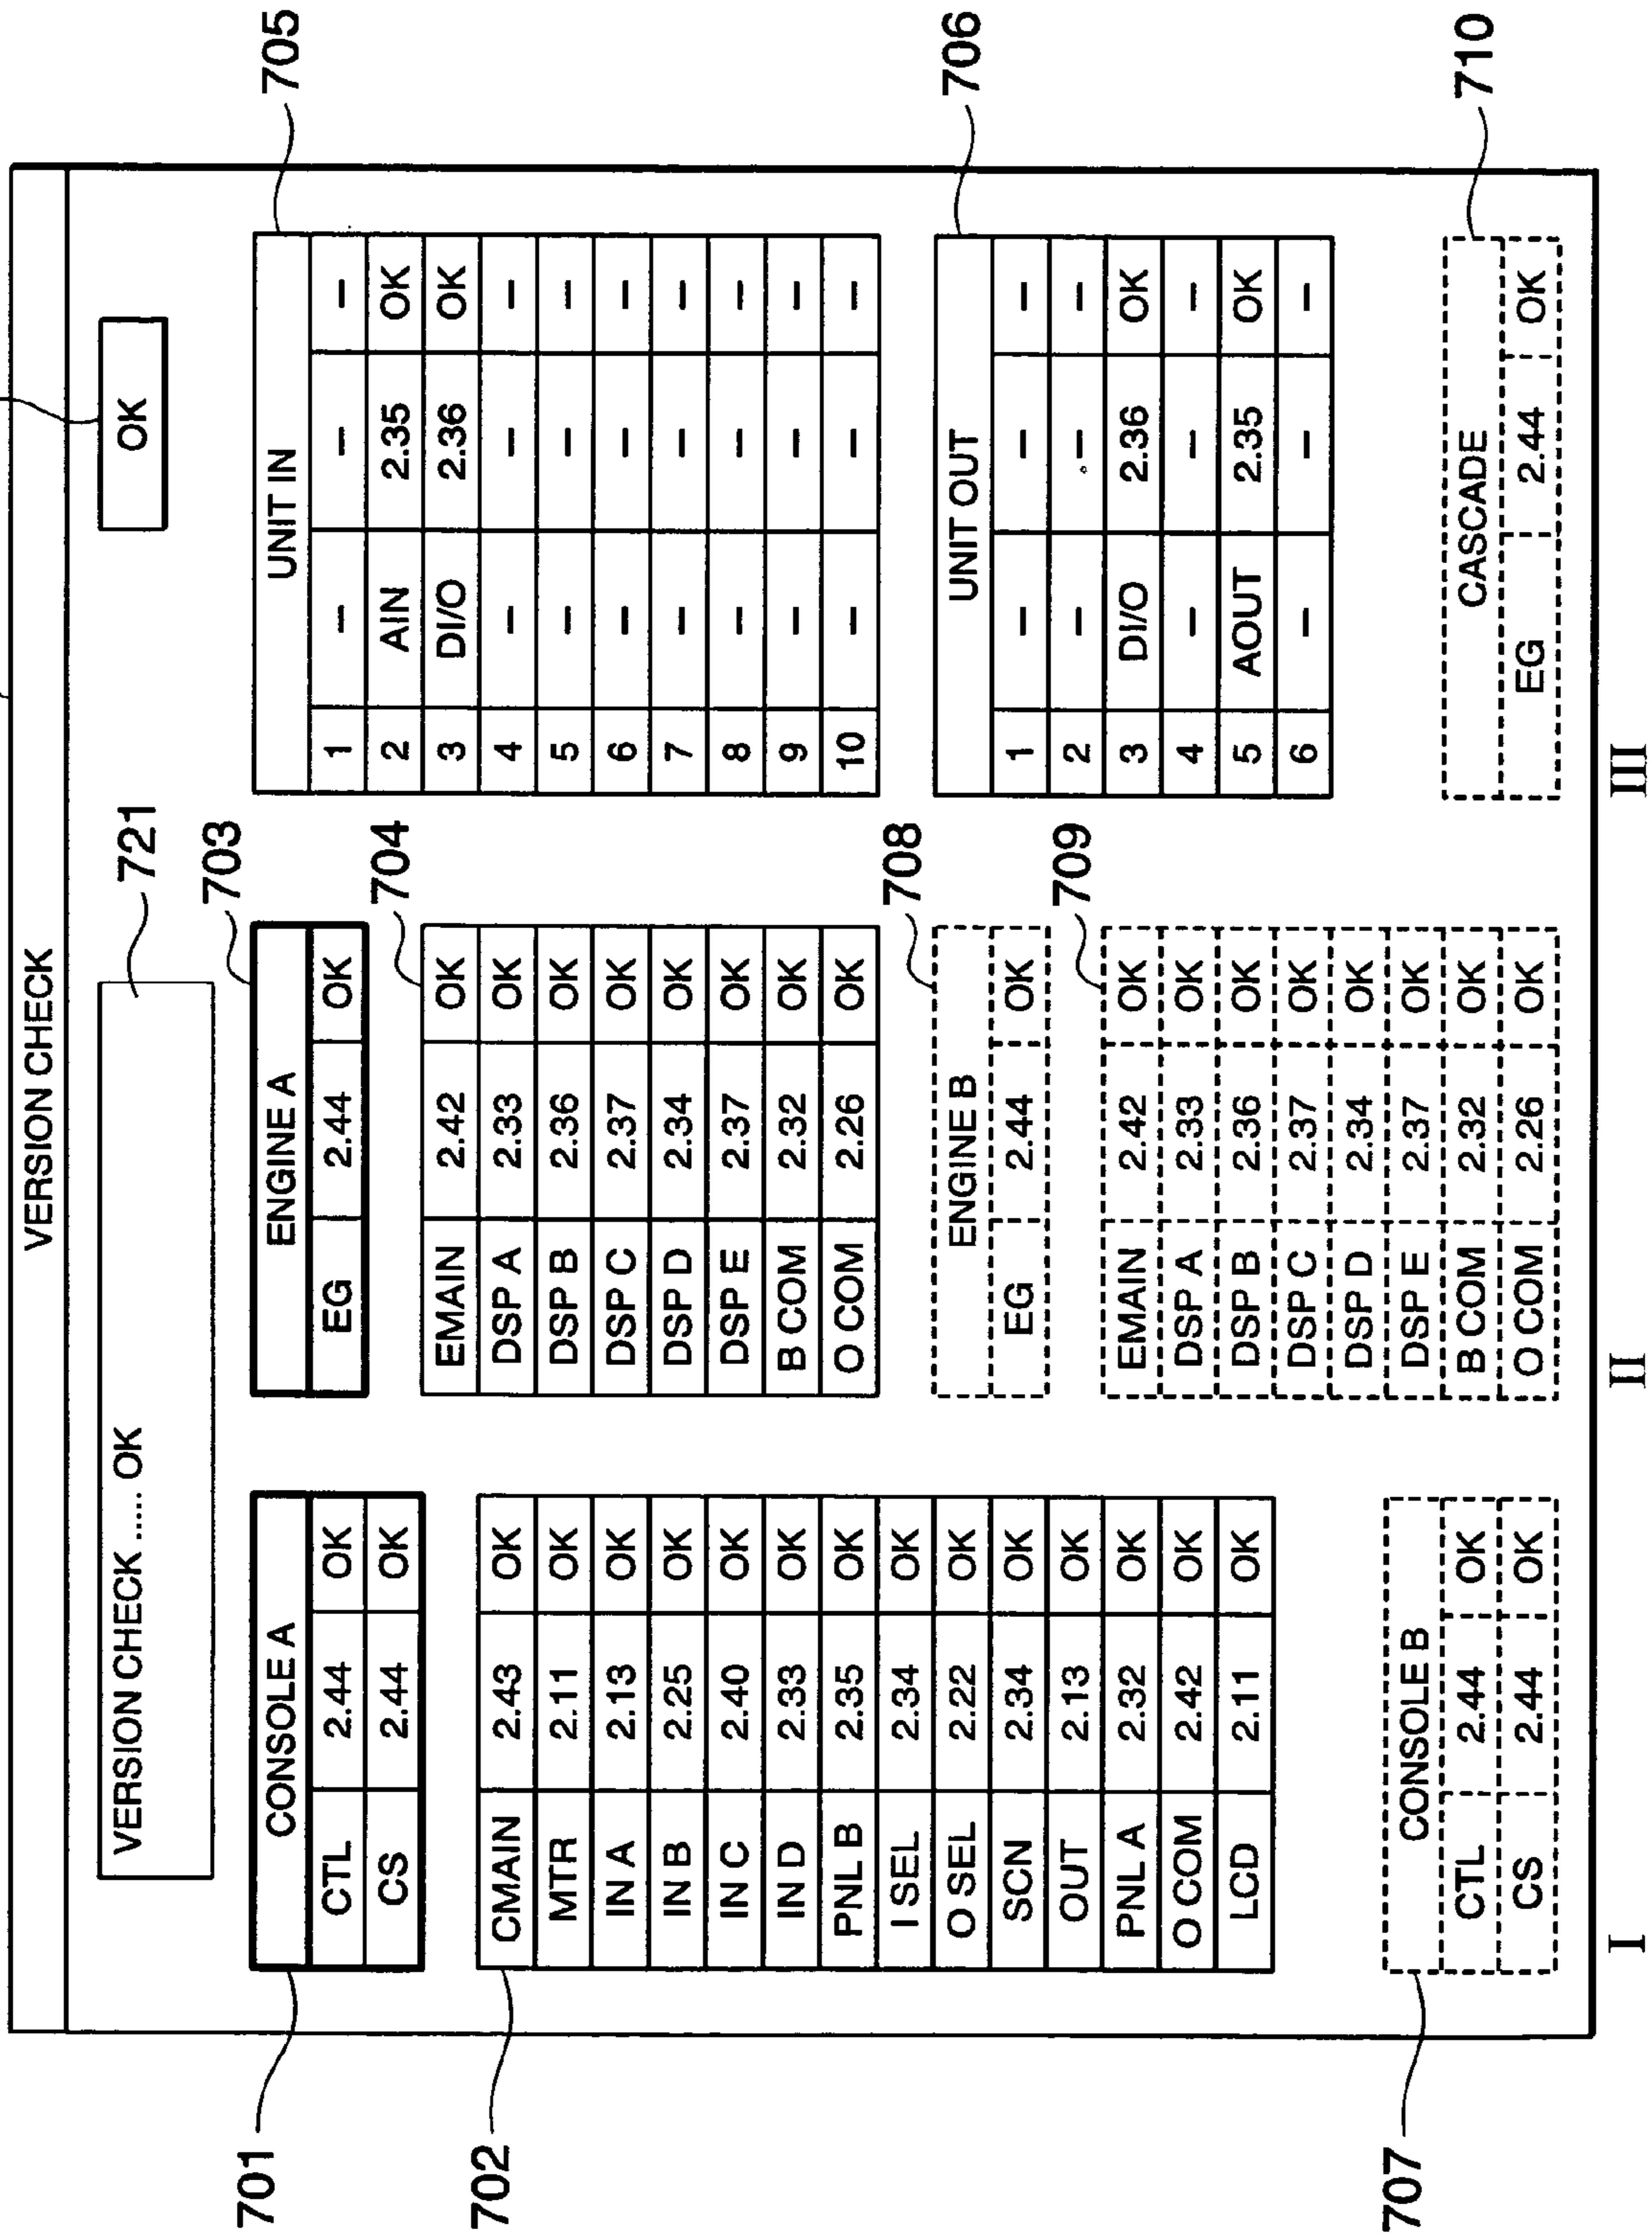 VERSION CHECK
VERSION CHECK ..... OK
721
OK
701
CONSOLE A
CTL 2.44 OK
CS 2.44 OK
702
CMAIN 2.43 OK
MTR 2.11 OK
IN A 2.13 OK
IN B 2.25 OK
IN C 2.40 OK
IN D 2.33 OK
PNL B 2.35 OK
I SEL 2.34 OK
O SEL 2.22 OK
SCN 2.34 OK
OUT 2.13 OK
PNL A 2.32 OK
O COM 2.42 OK
LCD 2.11 OK
707
CONSOLE B
CTL 2.44 OK
CS 2.44 OK
I
703
ENGINE A
EG 2.44 OK
704
EMAIN 2.42 OK
DSP A 2.33 OK
DSP B 2.36 OK
DSP C 2.37 OK
DSP D 2.34 OK
DSP E 2.37 OK
B COM 2.32 OK
O COM 2.26 OK
708
ENGINE B
EG 2.44 OK
709
EMAIN 2.42 OK
DSP A 2.33 OK
DSP B 2.36 OK
DSP C 2.37 OK
DSP D 2.34 OK
DSP E 2.37 OK
B COM 2.32 OK
O COM 2.26 OK
II
705
UNIT IN
1 – – –
2 AIN 2.35 OK
3 DI/O 2.36 OK
4 – – –
5 – – –
6 – – –
7 – – –
8 – – –
9 – – –
10 – – –
706
UNIT OUT
1 – – –
2 – – –
3 DI/O 2.36 OK
4 – – –
5 AOUT 2.35 OK
6 – – –
710
CASCADE
EG 2.44 OK
III